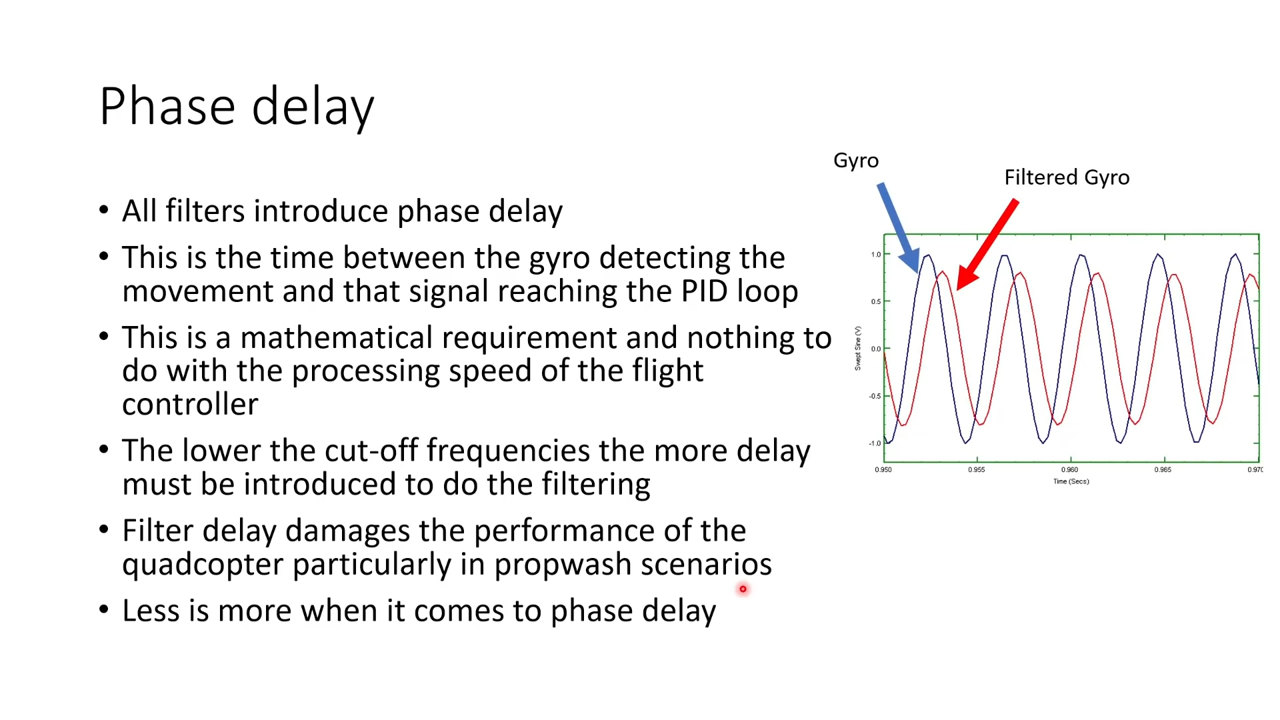 Phase delay
• All filters introduce phase delay
• This is the time between the gyro detecting the
movement and that signal reaching the PID loop
• This is a mathematical requirement and nothing to
do with the processing speed of the flight
controller
• The lower the cut-off frequencies the more delay
must be introduced to do the filtering
• Filter delay damages the performance of the
quadcopter particularly in propwash scenarios
• Less is more when it comes to phase delay
Gyro
Filtered Gyro
Swept Sine (V)
1.0
0.5
0.0
-0.5
-1.0
0.950 0.955 0.960 0.965 0.970
Time (Secs)